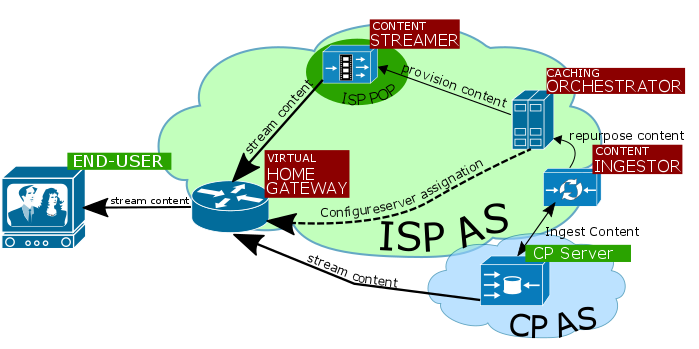 CONTENT
STREAMER
CACHING
ORCHESTRATOR
provision content
ISP POP
stream content
repurpose content
CONTENT
INGESTOR
END-USER
VIRTUAL
HOME
GATEWAY
Configureserver assignation
stream content
ISP AS
Ingest Content
CP Server
stream content
CP AS